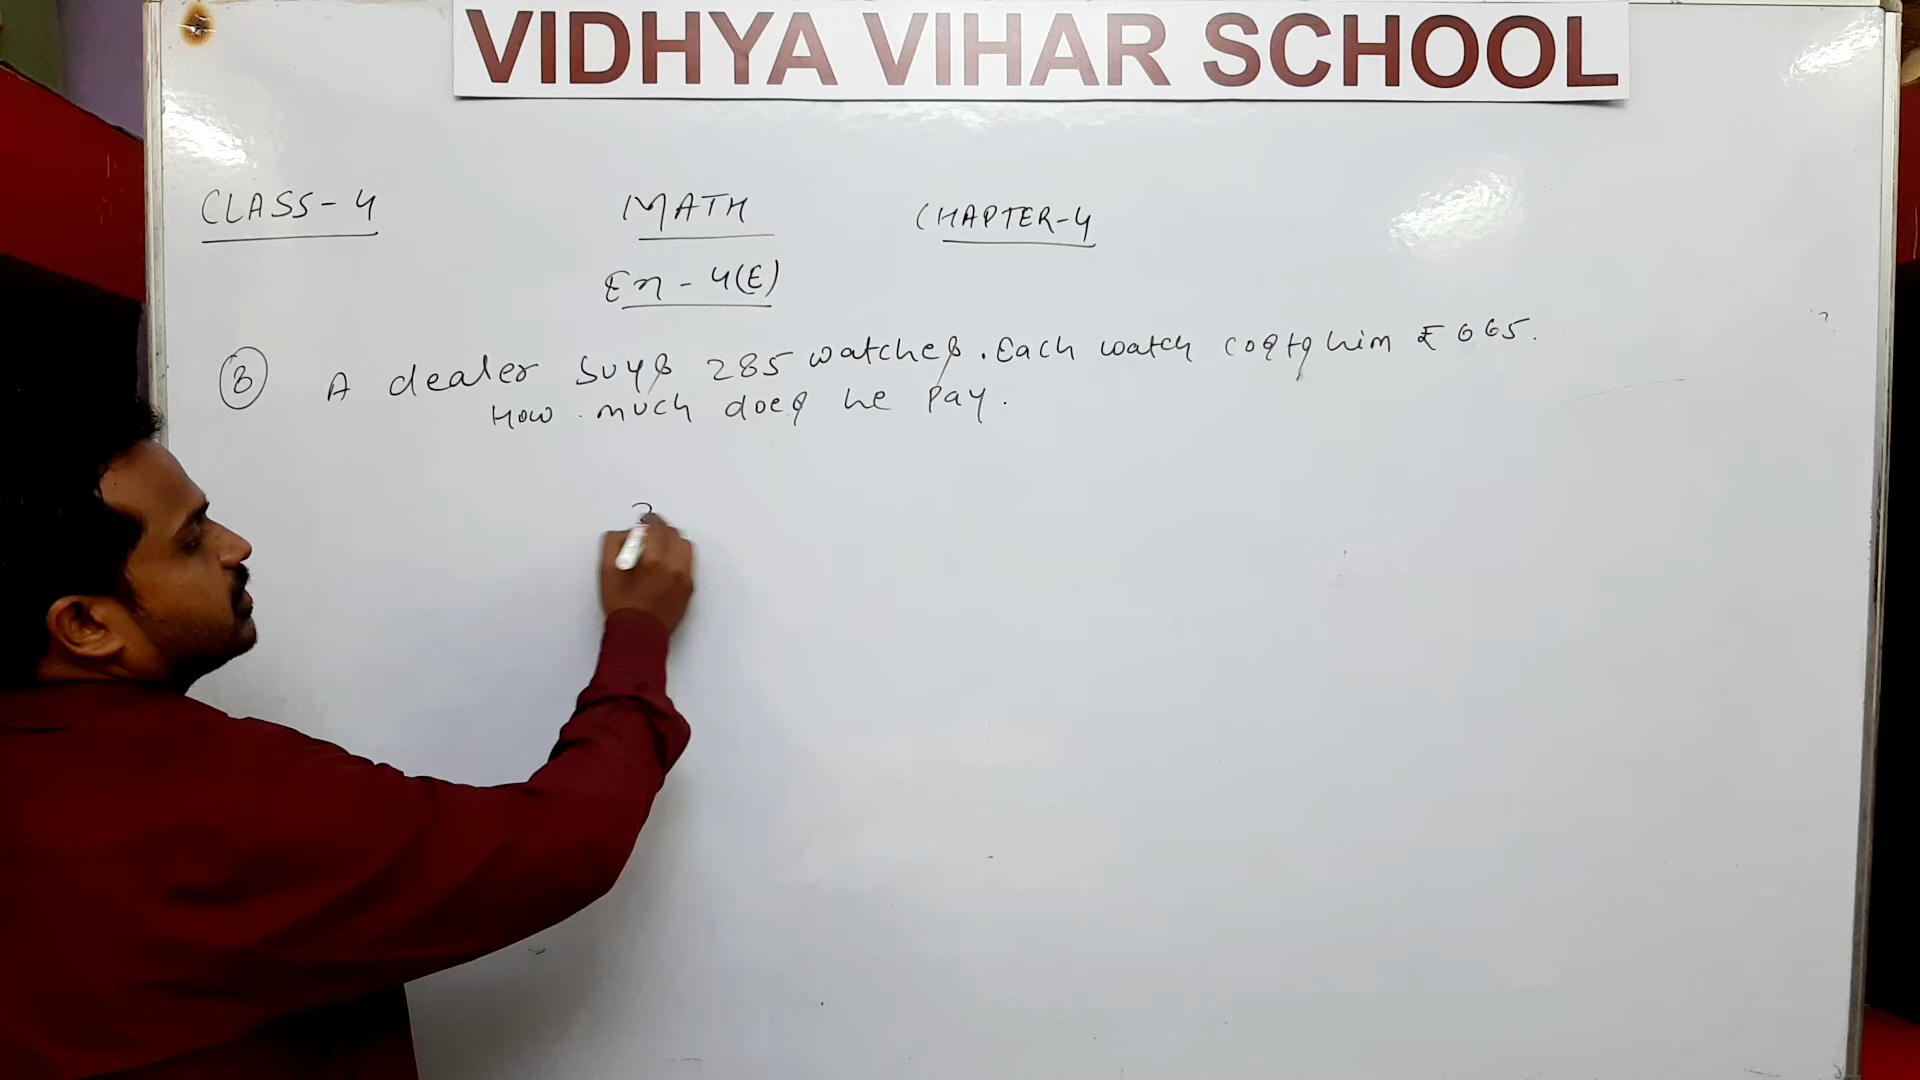 VIDHYA VIHAR SCHOOL
CLASS-4 MATH CHAPTER-4
Ex - 4(E)
8 A dealer buys 285 watches. Each watch costs him ₹ 665.
How much does he pay.
2